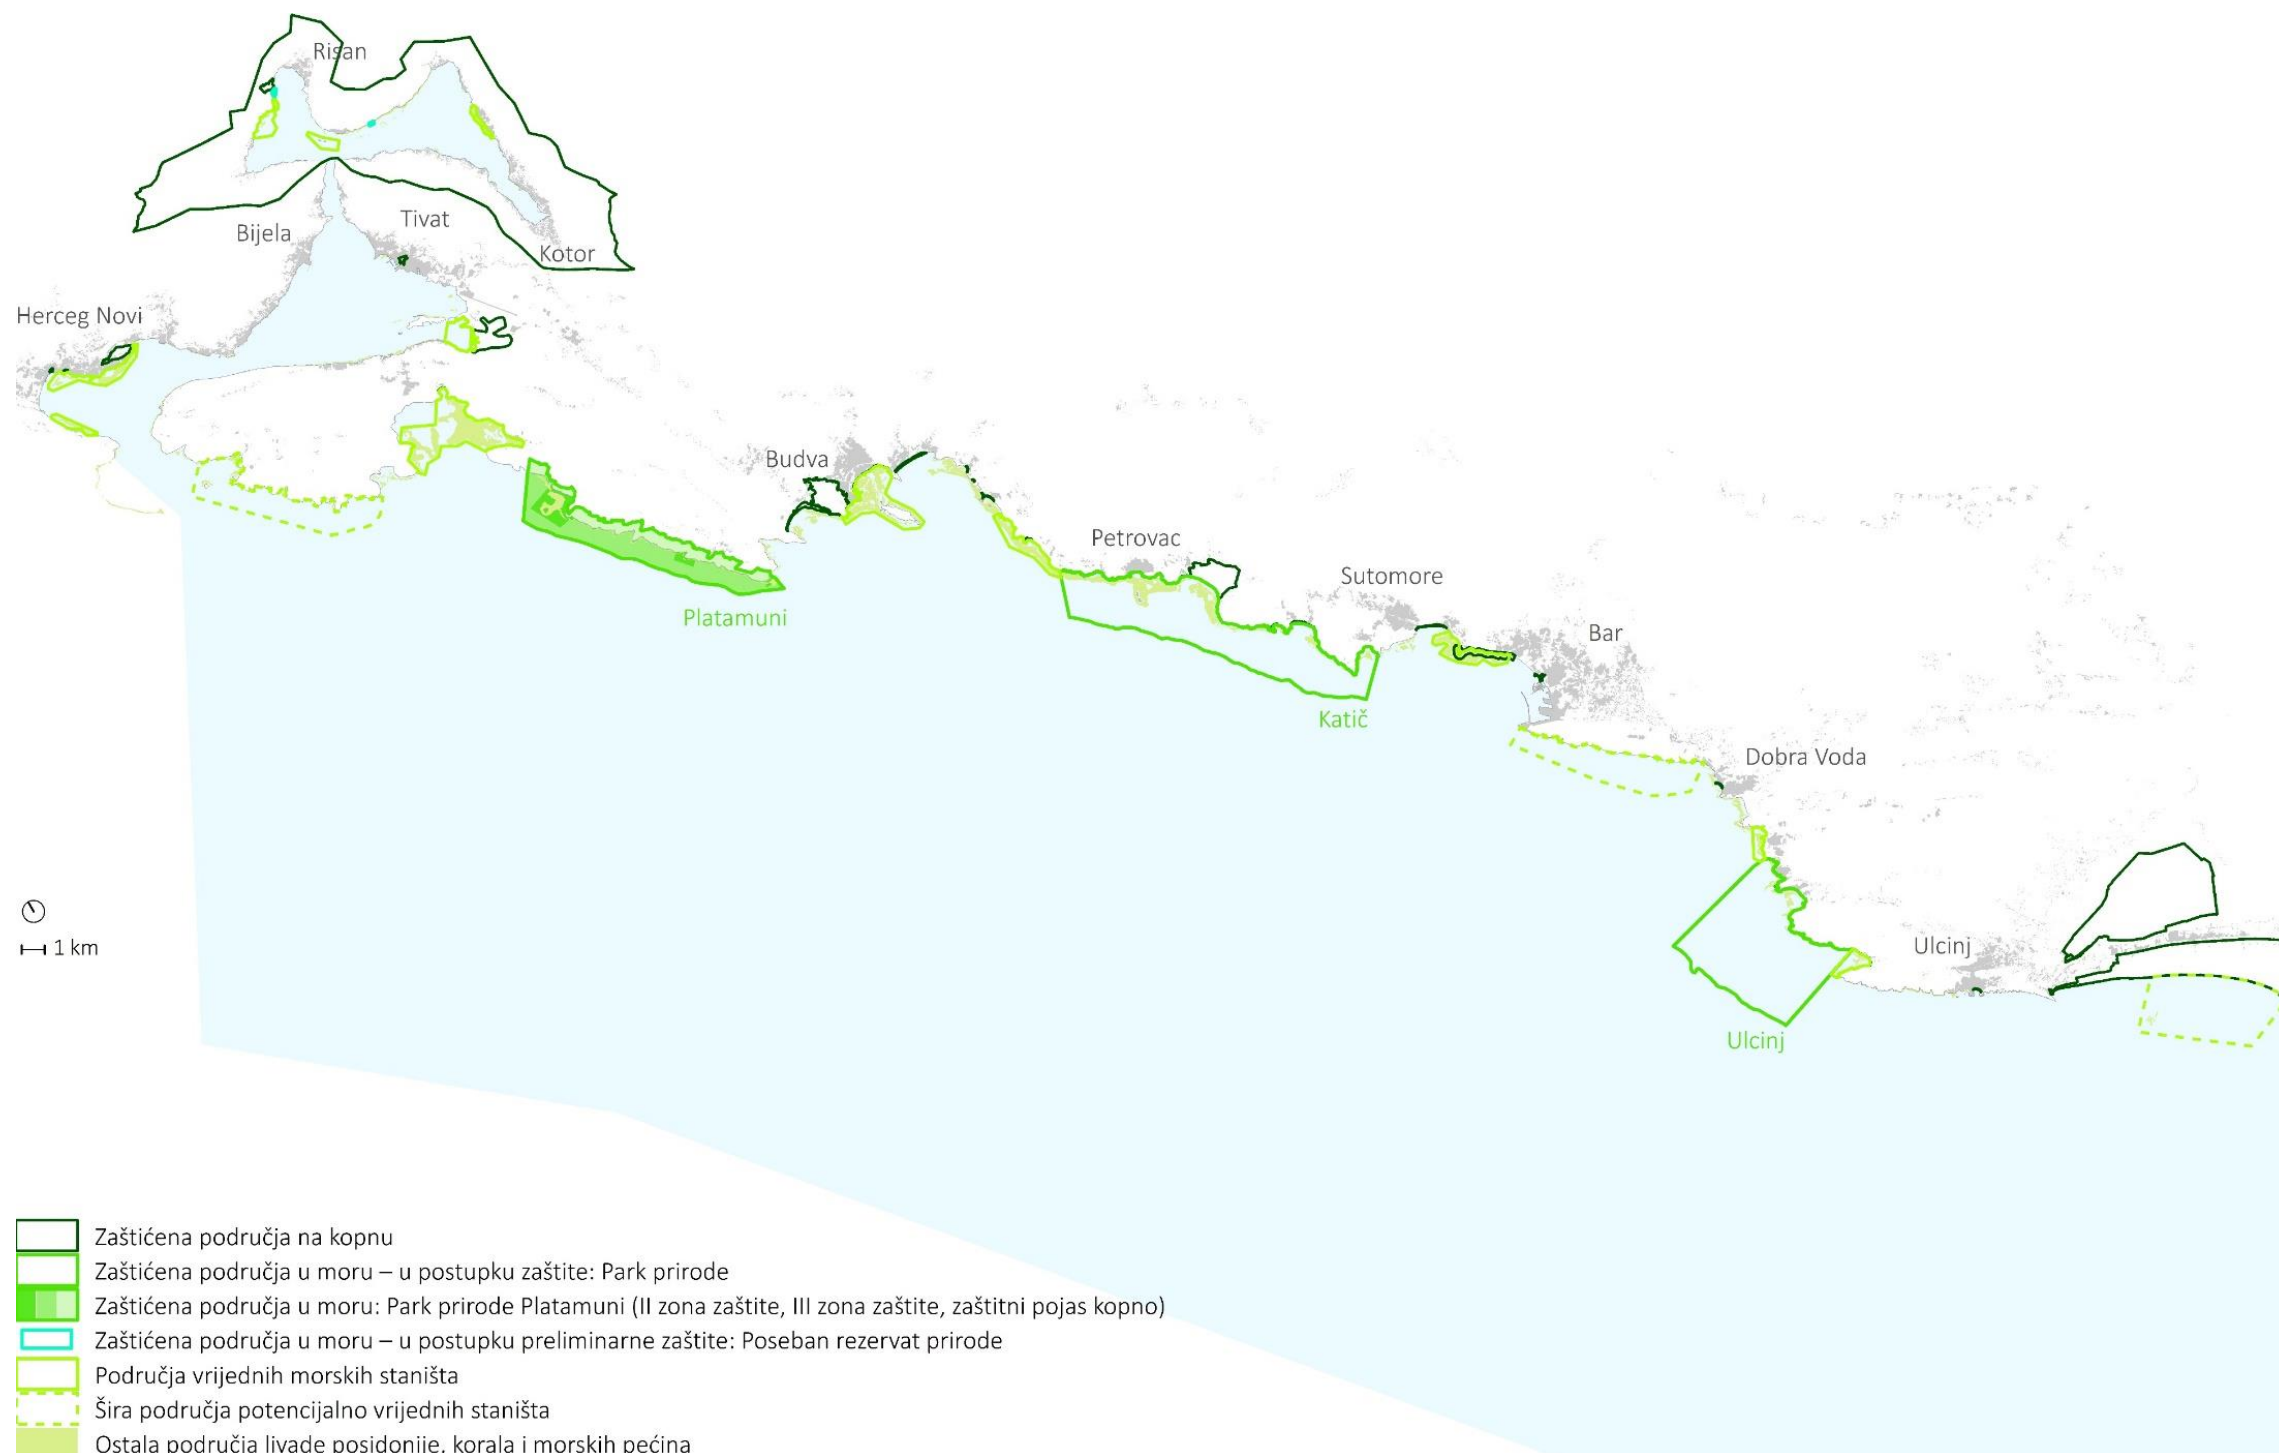 Risan
Tivat
Bijela
Kotor
Herceg Novi
Budva
Petrovac
Sutomore
Platamuni
Bar
Katič
Dobra Voda
Ulcinj
1 km
Ulcinj
Zaštićena područja na kopnu
Zaštićena područja u moru – u postupku zaštite: Park prirode
Zaštićena područja u moru: Park prirode Platamuni (II zona zaštite, III zona zaštite, zaštitni pojas kopno)
Zaštićena područja u moru – u postupku preliminarne zaštite: Poseban rezervat prirode
Područja vrijednih morskih staništa
Šira područja potencijalno vrijednih staništa
Ostala područja livade posidonije, korala i morskih pećina